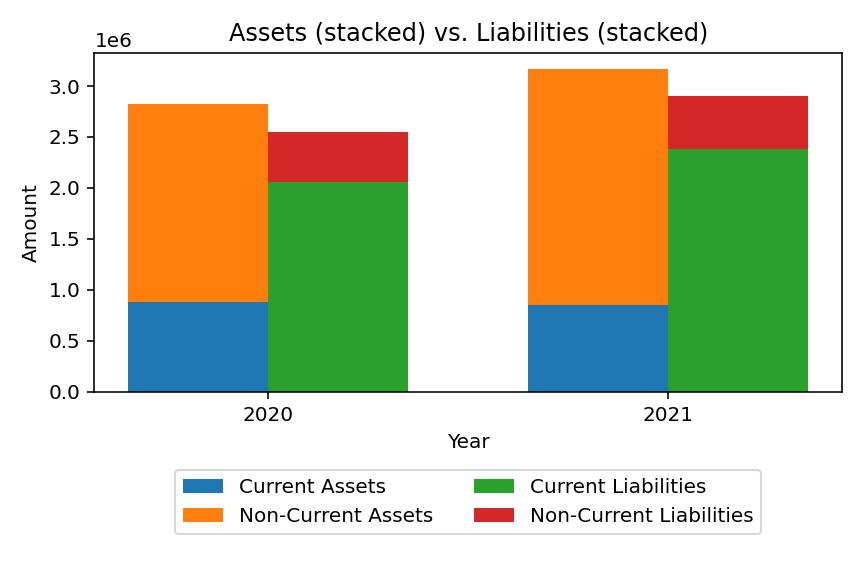 Assets (stacked) vs. Liabilities (stacked)
1e6
3.0
2.5
2.0
1.5
1.0
0.5
0.0
Amount
2020
2021
Year
Current Assets
Non-Current Assets
Current Liabilities
Non-Current Liabilities